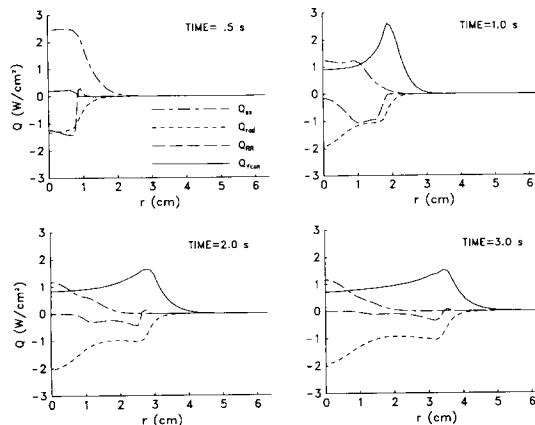 TIME= .5 s
3
2
1
0
-1
-2
-3
Q (W/cm²)
0 1 2 3 4 5 6
r (cm)
Q_ex
Q_rad
Q_RR
Q_fcon
TIME=1.0 s
3
2
1
0
-1
-2
-3
0 1 2 3 4 5 6
r (cm)
TIME=2.0 s
3
2
1
0
-1
-2
-3
Q (W/cm²)
0 1 2 3 4 5 6
r (cm)
TIME=3.0 s
3
2
1
0
-1
-2
-3
Q (W/cm²)
0 1 2 3 4 5 6
r (cm)